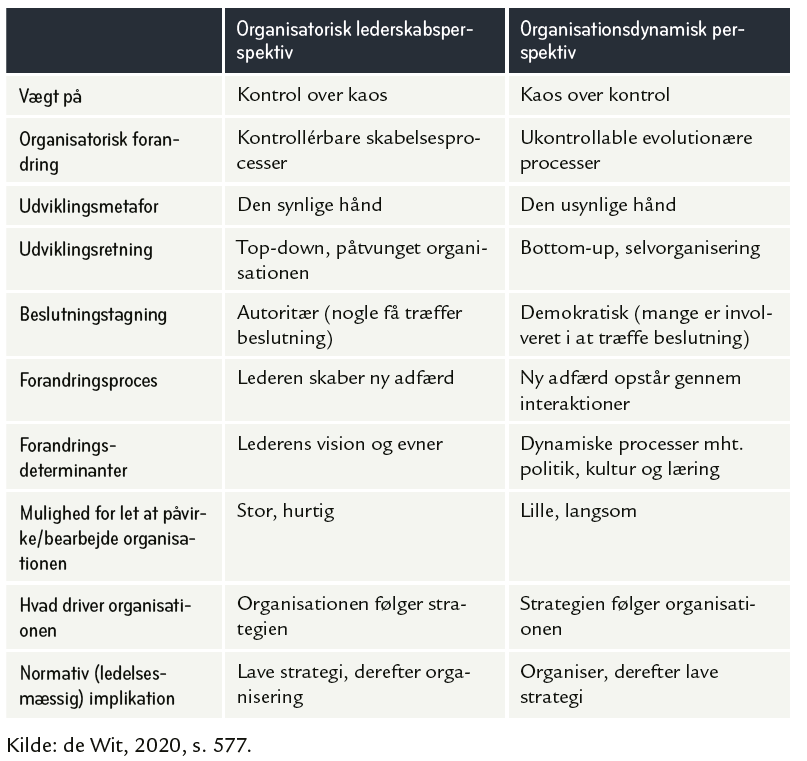 Organisatorisk lederskabsper-
spektiv
Organisationsdynamisk per-
spektiv
Vægt på
Kontrol over kaos
Kaos over kontrol
Organisatorisk foran-
dring
Kontrollérbare skabelsespro-
cesser
Ukontrollable evolutionære
processer
Udviklingsmetafor
Den synlige hånd
Den usynlige hånd
Udviklingsretning
Top-down, påtvunget organi-
sationen
Bottom-up, selvorganisering
Beslutningstagning
Autoritær (nogle få træffer
beslutning)
Demokratisk (mange er invol-
veret i at træffe beslutning)
Forandringsproces
Lederen skaber ny adfærd
Ny adfærd opstår gennem
interaktioner
Forandrings-
determinanter
Lederens vision og evner
Dynamiske processer mht.
politik, kultur og læring
Mulighed for let at påvir-
ke/bearbejde organisa-
tionen
Stor, hurtig
Lille, langsom
Hvad driver organisati-
onen
Organisationen følger stra-
tegien
Strategien følger organisati-
onen
Normativ (ledelses-
mæssig) implikation
Lave strategi, derefter orga-
nisering
Organiser, derefter lave
strategi
Kilde: de Wit, 2020, s. 577.